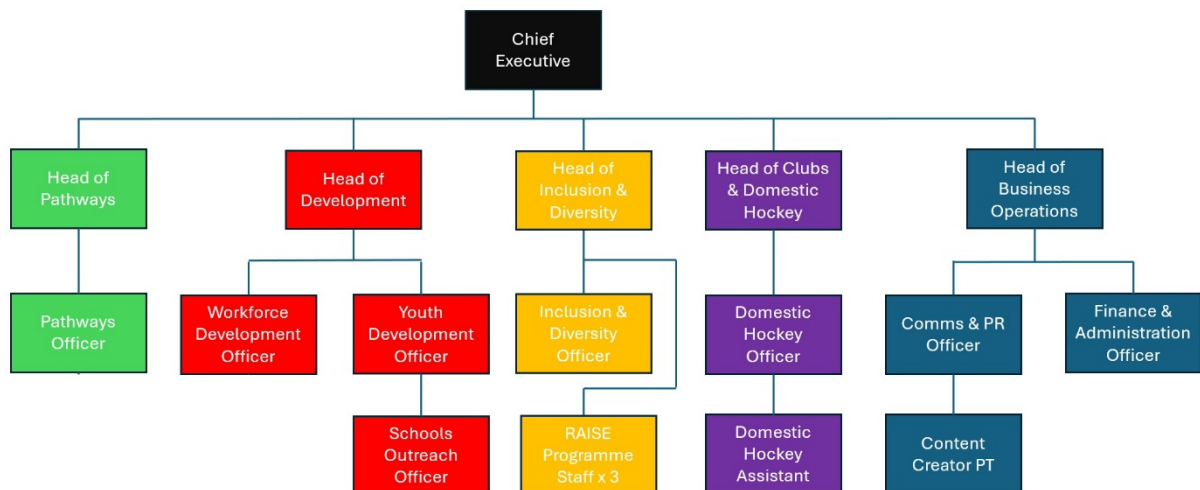 Chief
Executive
Head of
Pathways
Head of
Development
Head of
Inclusion &
Diversity
Head of Clubs
& Domestic
Hockey
Head of
Business
Operations
Pathways
Officer
Workforce
Development
Officer
Youth
Development
Officer
Inclusion &
Diversity
Officer
Domestic
Hockey
Officer
Comms & PR
Officer
Finance &
Administration
Officer
Schools
Outreach
Officer
RAISE
Programme
Staff x 3
Domestic
Hockey
Assistant
Content
Creator PT